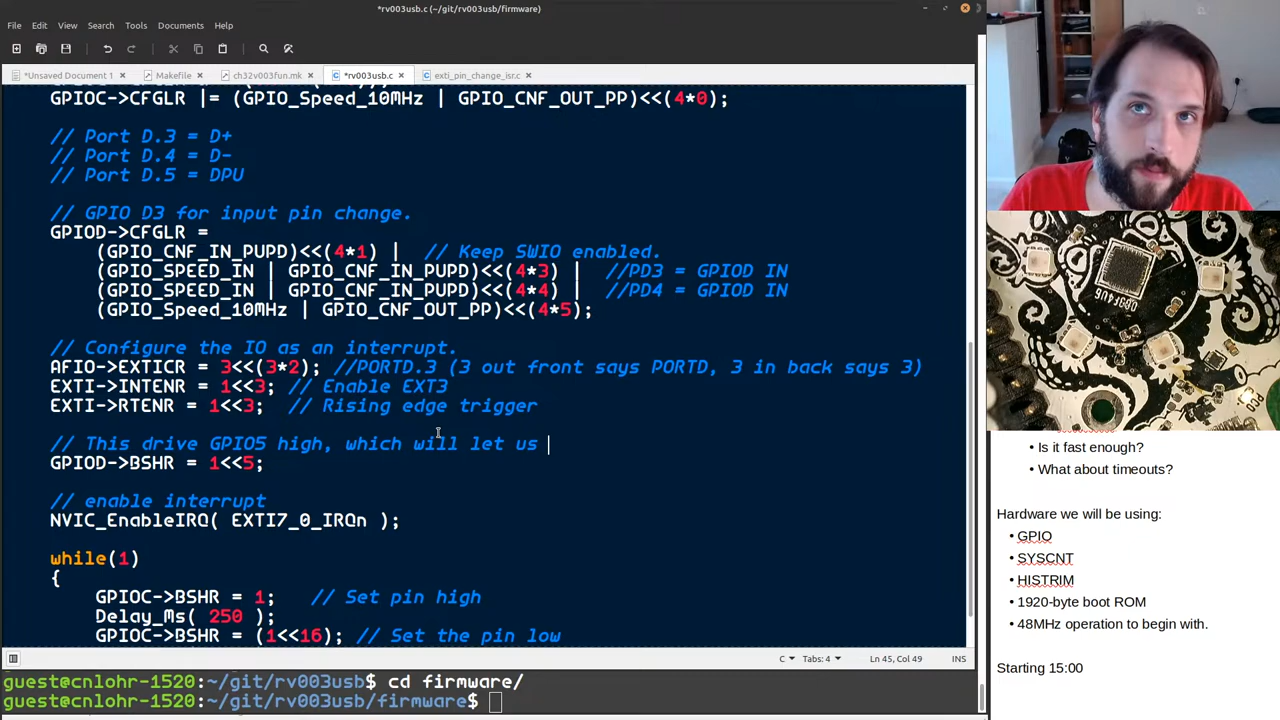 *rv003usb.c (~/git/rv003usb/firmware)
File Edit View Search Tools Documents Help
*Unsaved Document 1 Makefile ch32v003fun.mk *rv003usb.c exti_pin_change_isr.c
GPIOC->CFGLR |= (GPIO_Speed_10MHz | GPIO_CNF_OUT_PP)<<(4*0);
// Port D.3 = D+
// Port D.4 = D-
// Port D.5 = DPU
// GPIO D3 for input pin change.
GPIOD->CFGLR =
(GPIO_CNF_IN_PUPD)<<(4*1) | // Keep SWIO enabled.
(GPIO_SPEED_IN | GPIO_CNF_IN_PUPD)<<(4*3) | //PD3 = GPIOD IN
(GPIO_SPEED_IN | GPIO_CNF_IN_PUPD)<<(4*4) | //PD4 = GPIOD IN
(GPIO_Speed_10MHz | GPIO_CNF_OUT_PP)<<(4*5);
// Configure the IO as an interrupt.
AFIO->EXTICR = 3<<(3*2); //PORTD.3 (3 out front says PORTD, 3 in back says 3)
EXTI->INTENR = 1<<3; // Enable EXT3
EXTI->RTENR = 1<<3; // Rising edge trigger
// This drive GPIO5 high, which will let us
GPIOD->BSHR = 1<<5;
// enable interrupt
NVIC_EnableIRQ( EXTI7_0_IRQn );
while(1)
{
GPIOC->BSHR = 1; // Set pin high
Delay_Ms( 250 );
GPIOC->BSHR = (1<<16); // Set the pin low
C Tabs: 4 Ln 45, Col 49 INS
guest@cnlohr-1520:~/git/rv003usb$ cd firmware/
guest@cnlohr-1520:~/git/rv003usb/firmware$
• Is it fast enough?
• What about timeouts?
Hardware we will be using:
• GPIO
• SYSCNT
• HISTRIM
• 1920-byte boot ROM
• 48MHz operation to begin with.
Starting 15:00